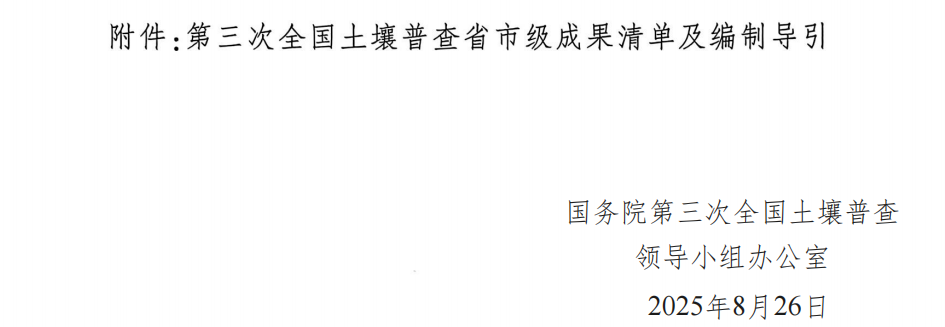 附件:第三次全国土壤普查省市级成果清单及编制导引
国务院第三次全国土壤普查
领导小组办公室
2025年8月26日